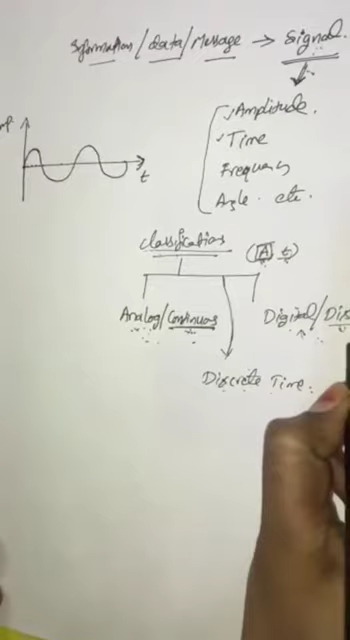 Information/data/Message → Signal.
Amplitude.
Time
Frequency
Angle. etc.
t
classification (A, t)
Analog/Continuous
Digital/Dis
Discrete Time.